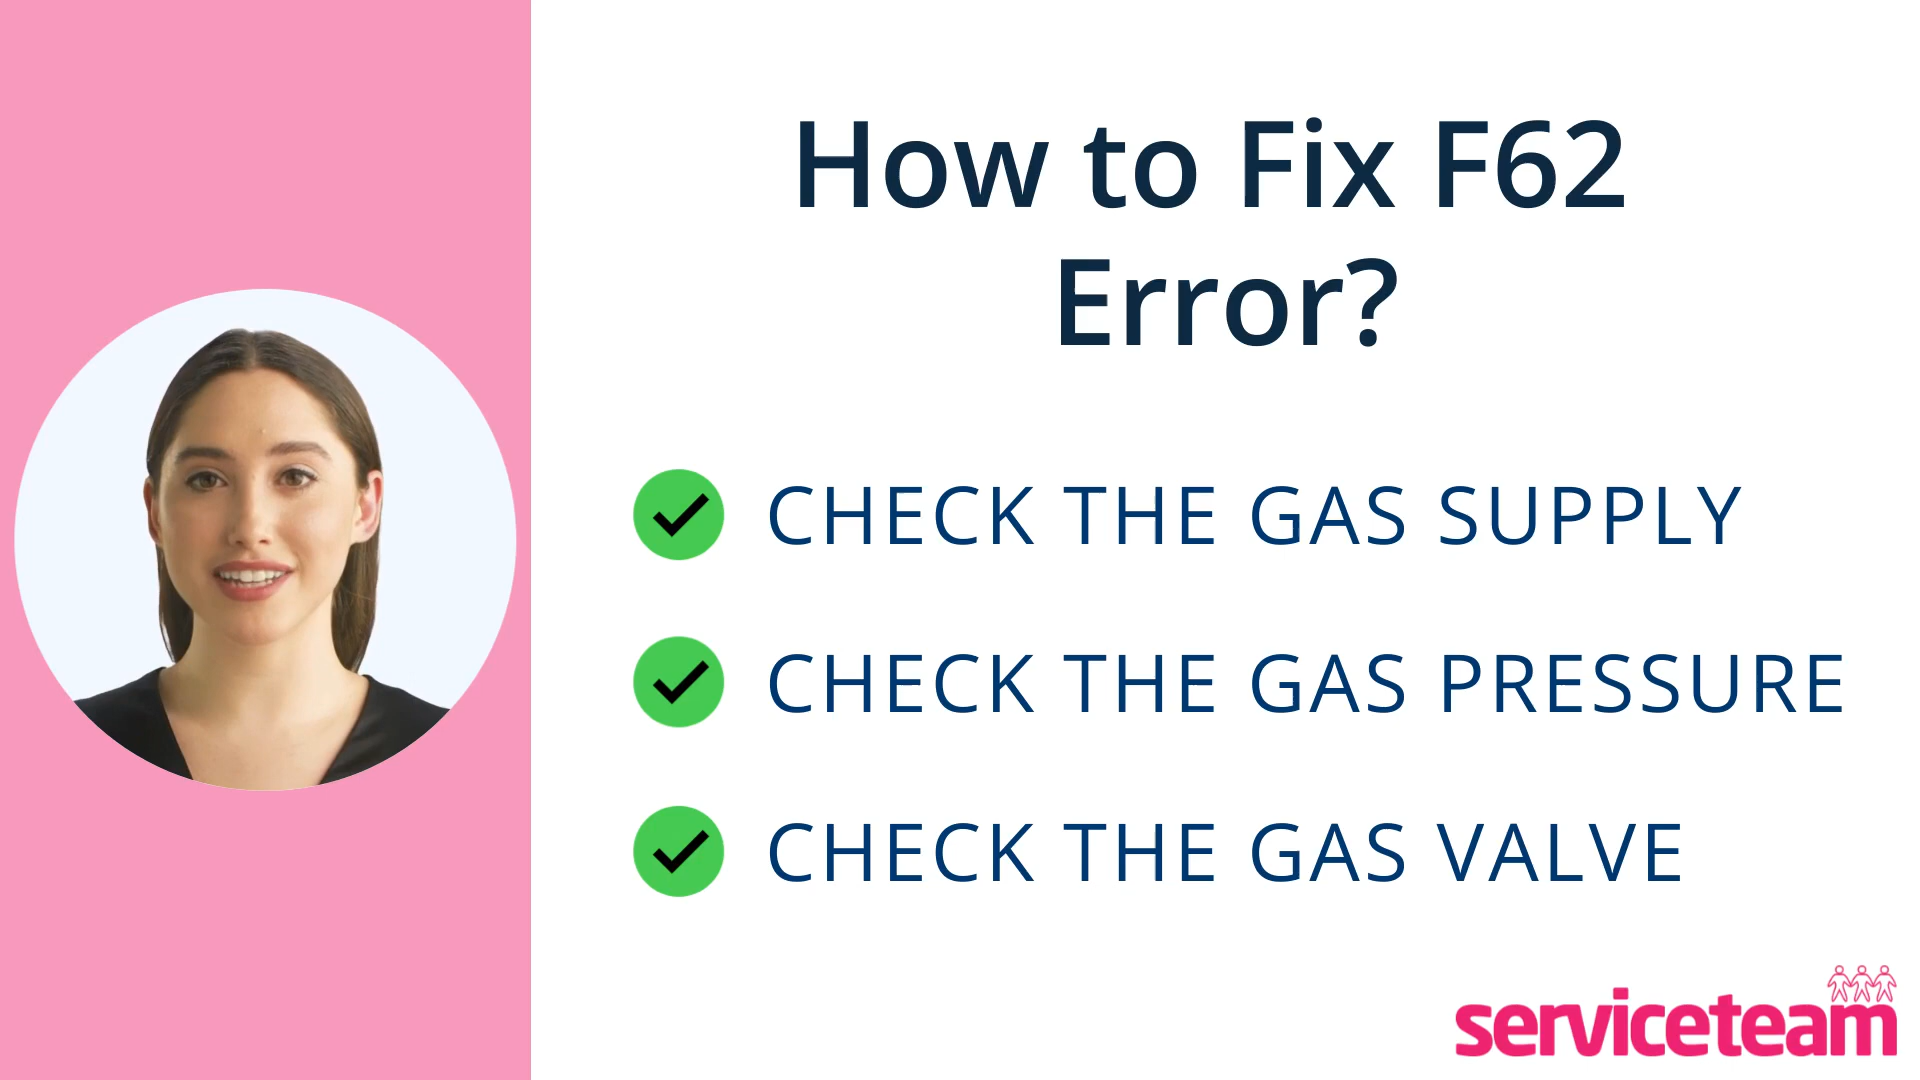 How to Fix F62
Error?
CHECK THE GAS SUPPLY
CHECK THE GAS PRESSURE
CHECK THE GAS VALVE
serviceteam